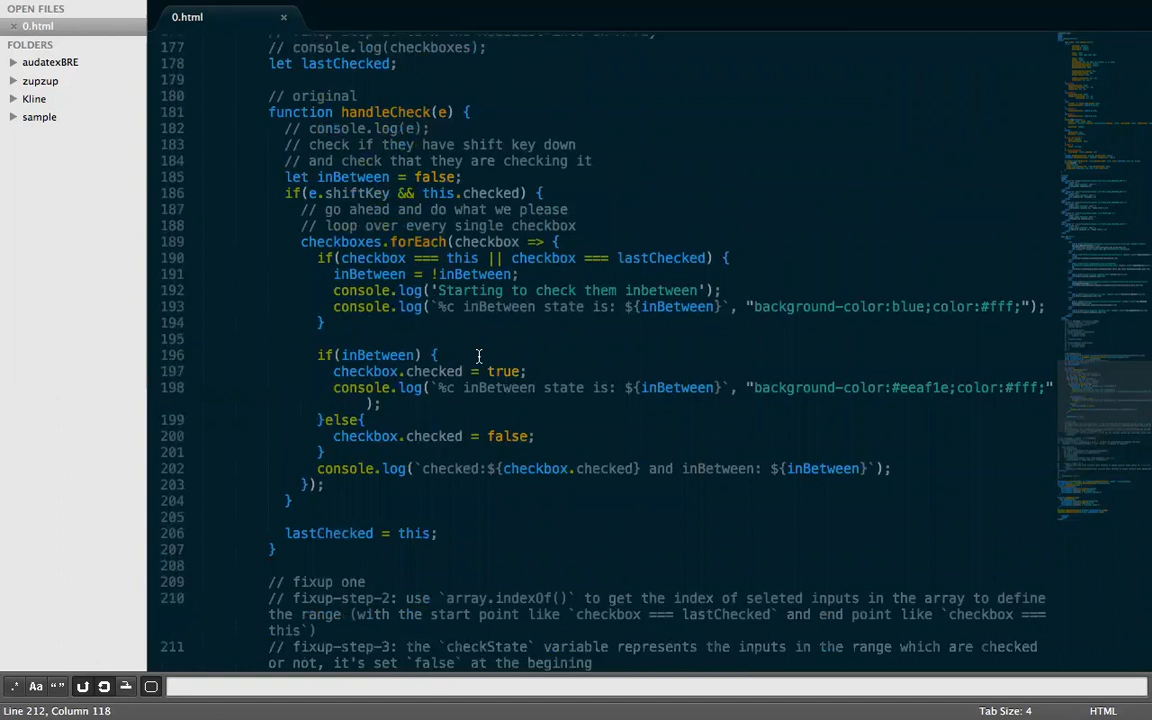 OPEN FILES
× 0.html
FOLDERS
audatexBRE
zupzup
Kline
sample
0.html ×
177 // console.log(checkboxes);
178 let lastChecked;
179
180 // original
181 function handleCheck(e) {
182 // console.log(e);
183 // check if they have shift key down
184 // and check that they are checking it
185 let inBetween = false;
186 if(e.shiftKey && this.checked) {
187 // go ahead and do what we please
188 // loop over every single checkbox
189 checkboxes.forEach(checkbox => {
190 if(checkbox === this || checkbox === lastChecked) {
191 inBetween = !inBetween;
192 console.log('Starting to check them inbetween');
193 console.log(`%c inBetween state is: ${inBetween}`, "background-color:blue;color:#fff;");
194 }
195
196 if(inBetween) {
197 checkbox.checked = true;
198 console.log(`%c inBetween state is: ${inBetween}`, "background-color:#eeaf1e;color:#fff;"
);
199 }else{
200 checkbox.checked = false;
201 }
202 console.log(`checked:${checkbox.checked} and inBetween: ${inBetween}`);
203 });
204 }
205
206 lastChecked = this;
207 }
208
209 // fixup one
210 // fixup-step-2: use `array.indexOf()` to get the index of seleted inputs in the array to define
the range (with the start point like `checkbox === lastChecked` and end point like `checkbox ===
this`)
211 // fixup-step-3: the `checkState` variable represents the inputs in the range which are checked
or not, it's set `false` at the begining
.* Aa “ ”
Line 212, Column 118
Tab Size: 4
HTML